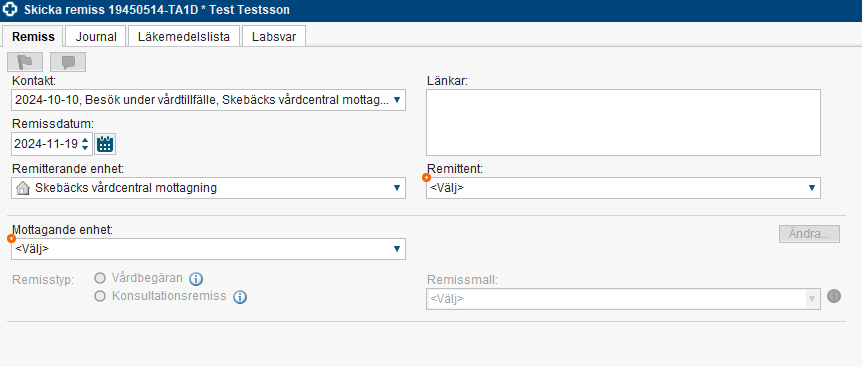 Skicka remiss 19450514-TA1D * Test Testsson
Remiss Journal Läkemedelslista Labsvar
Kontakt: Länkar:
2024-10-10, Besök under vårdtillfälle, Skebäcks vårdcentral mottag...
Remissdatum:
2024-11-19
Remitterande enhet: Remittent:
Skebäcks vårdcentral mottagning <Välj>
Mottagande enhet: Ändra...
<Välj>
Remisstyp: Vårdbegäran Remissmall:
Konsultationsremiss <Välj>